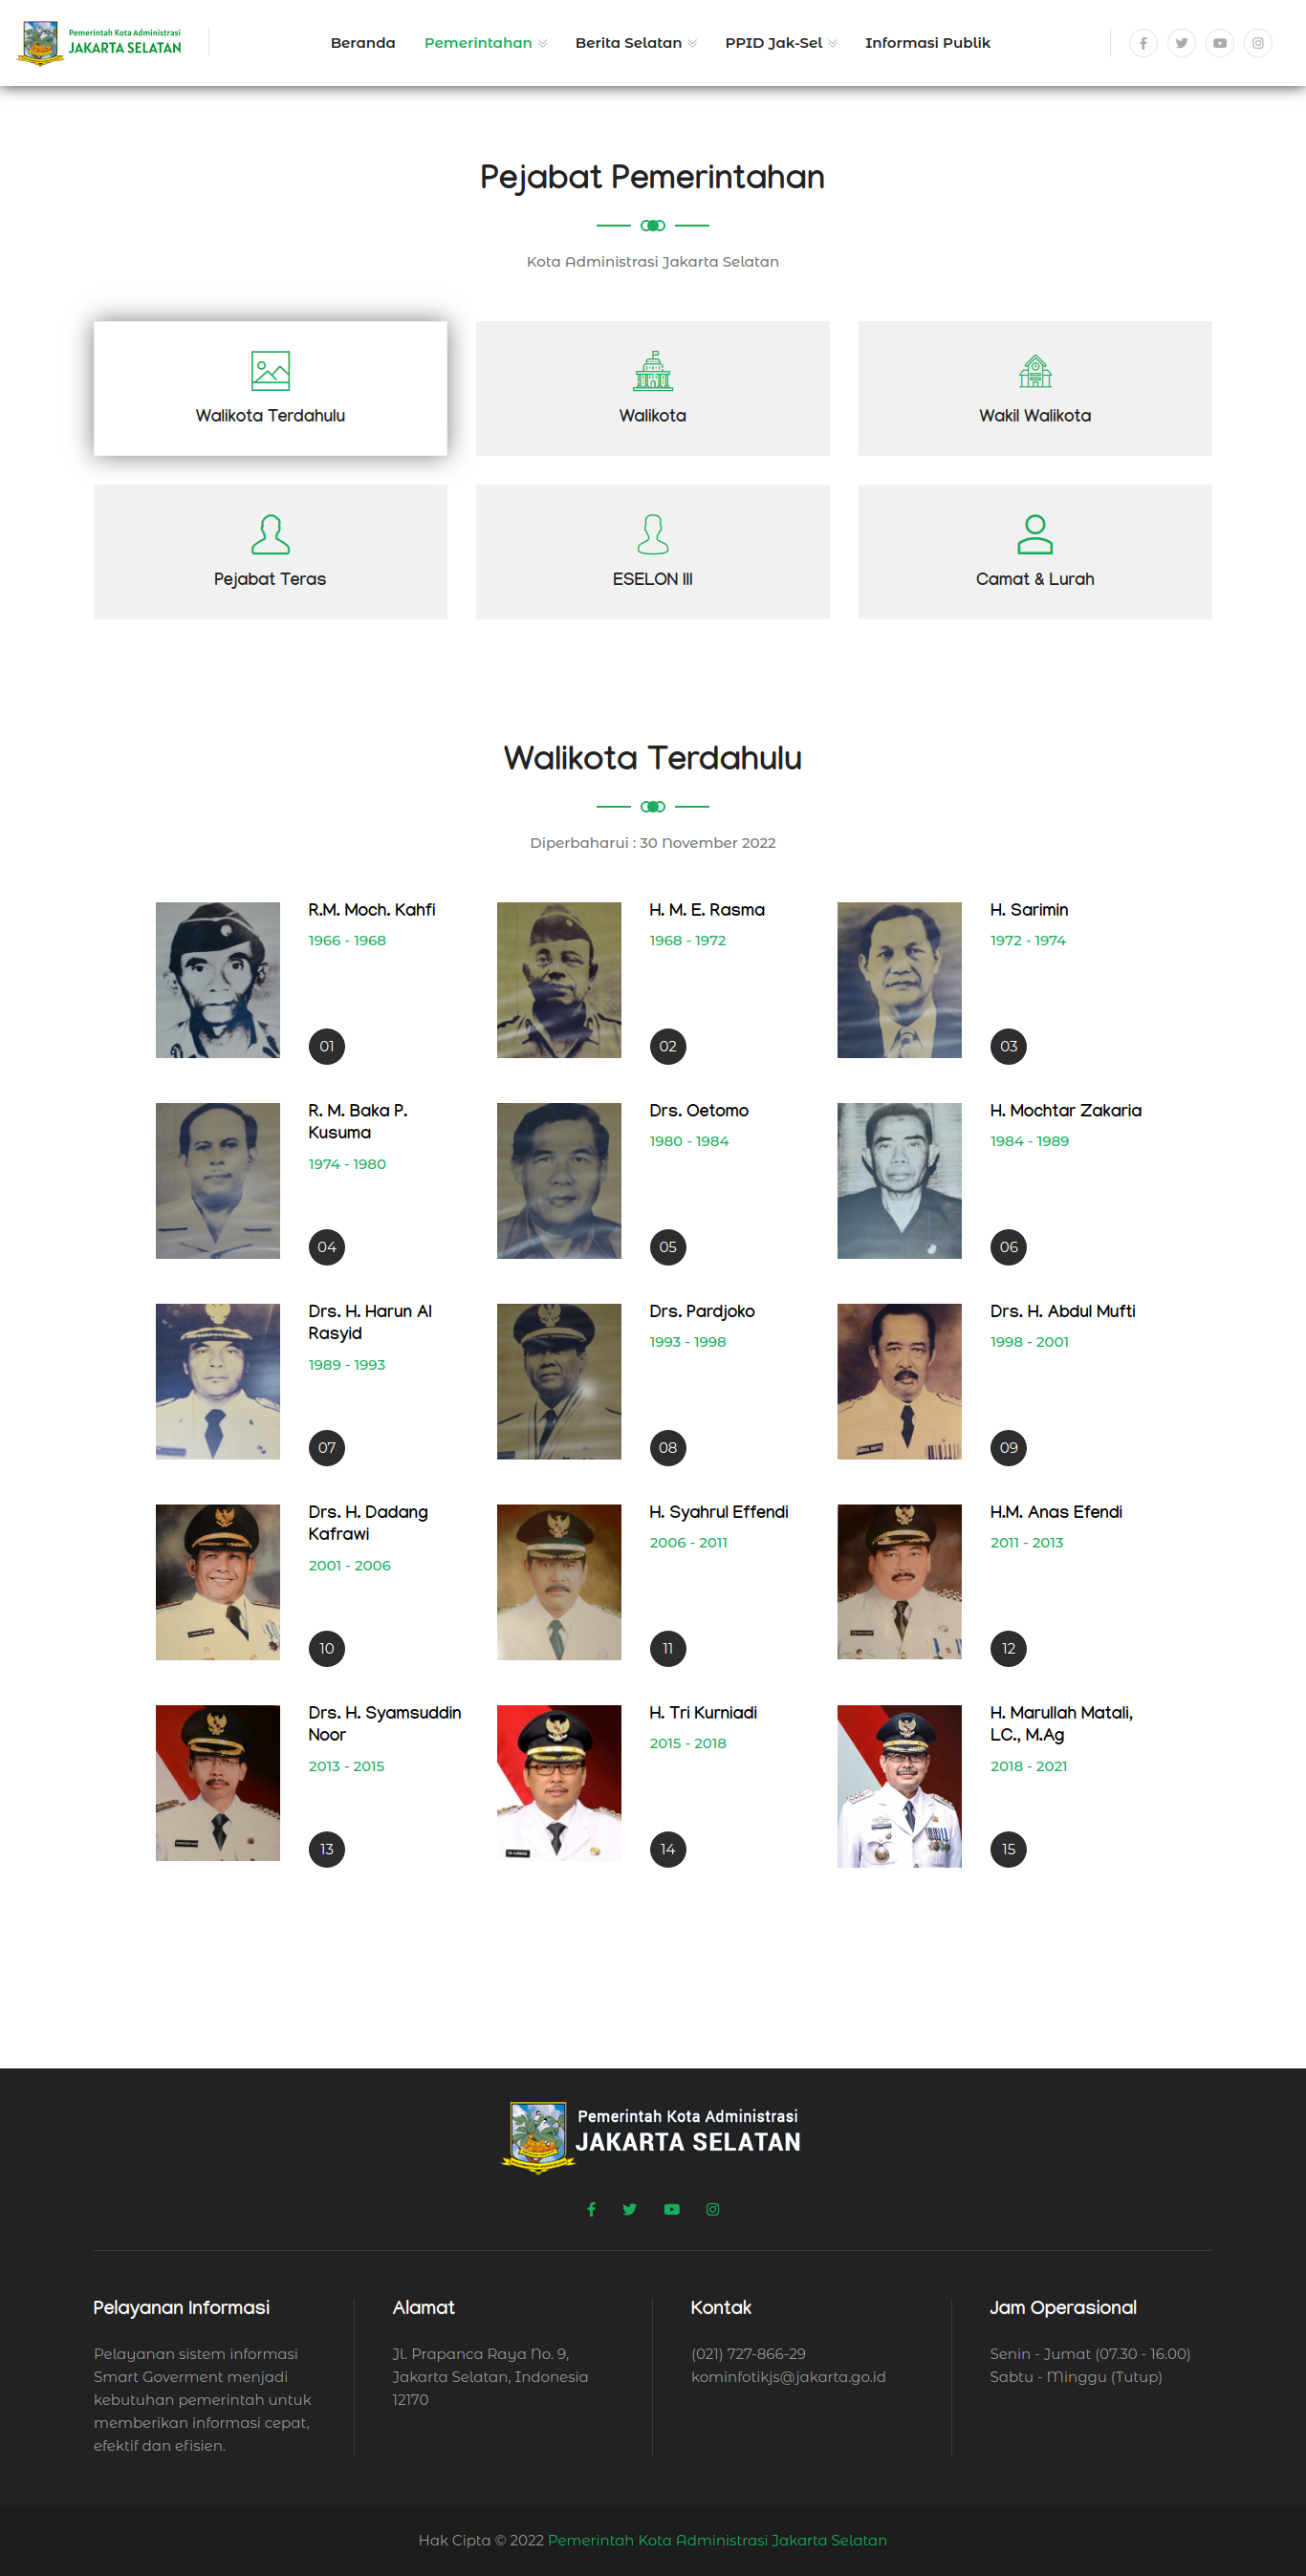 Pemerintah Kota Administrasi
JAKARTA SELATAN
Beranda
Pemerintahan
Berita Selatan
PPID Jak-Sel
Informasi Publik
Pejabat Pemerintahan
Kota Administrasi Jakarta Selatan
Walikota Terdahulu
Walikota
Wakil Walikota
Pejabat Teras
ESELON III
Camat & Lurah
Walikota Terdahulu
Diperbaharui : 30 November 2022
R.M. Moch. Kahfi
1966 - 1968
01
H. M. E. Rasma
1968 - 1972
02
H. Sarimin
1972 - 1974
03
R. M. Baka P.
Kusuma
1974 - 1980
04
Drs. Oetomo
1980 - 1984
05
H. Mochtar Zakaria
1984 - 1989
06
Drs. H. Harun Al
Rasyid
1989 - 1993
07
Drs. Pardjoko
1993 - 1998
08
Drs. H. Abdul Mufti
1998 - 2001
09
Drs. H. Dadang
Kafrawi
2001 - 2006
10
H. Syahrul Effendi
2006 - 2011
11
H.M. Anas Efendi
2011 - 2013
12
Drs. H. Syamsuddin
Noor
2013 - 2015
13
H. Tri Kurniadi
2015 - 2018
14
H. Marullah Matali,
LC., M.Ag
2018 - 2021
15
Pemerintah Kota Administrasi
JAKARTA SELATAN
Pelayanan Informasi
Pelayanan sistem informasi
Smart Goverment menjadi
kebutuhan pemerintah untuk
memberikan informasi cepat,
efektif dan efisien.
Alamat
Jl. Prapanca Raya No. 9,
Jakarta Selatan, Indonesia
12170
Kontak
(021) 727-866-29
kominfotikjs@jakarta.go.id
Jam Operasional
Senin - Jumat (07.30 - 16.00)
Sabtu - Minggu (Tutup)
Hak Cipta © 2022 Pemerintah Kota Administrasi Jakarta Selatan